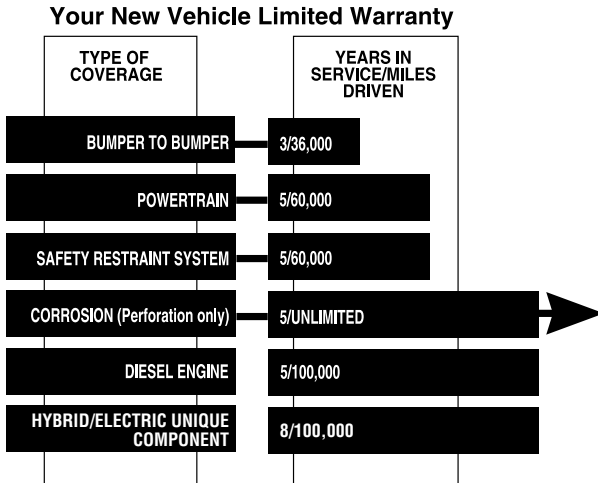 Your New Vehicle Limited Warranty
TYPE OF
COVERAGE
YEARS IN
SERVICE/MILES
DRIVEN
BUMPER TO BUMPER
3/36,000
POWERTRAIN
5/60,000
SAFETY RESTRAINT SYSTEM
5/60,000
CORROSION (Perforation only)
5/UNLIMITED
DIESEL ENGINE
5/100,000
HYBRID/ELECTRIC UNIQUE
COMPONENT
8/100,000